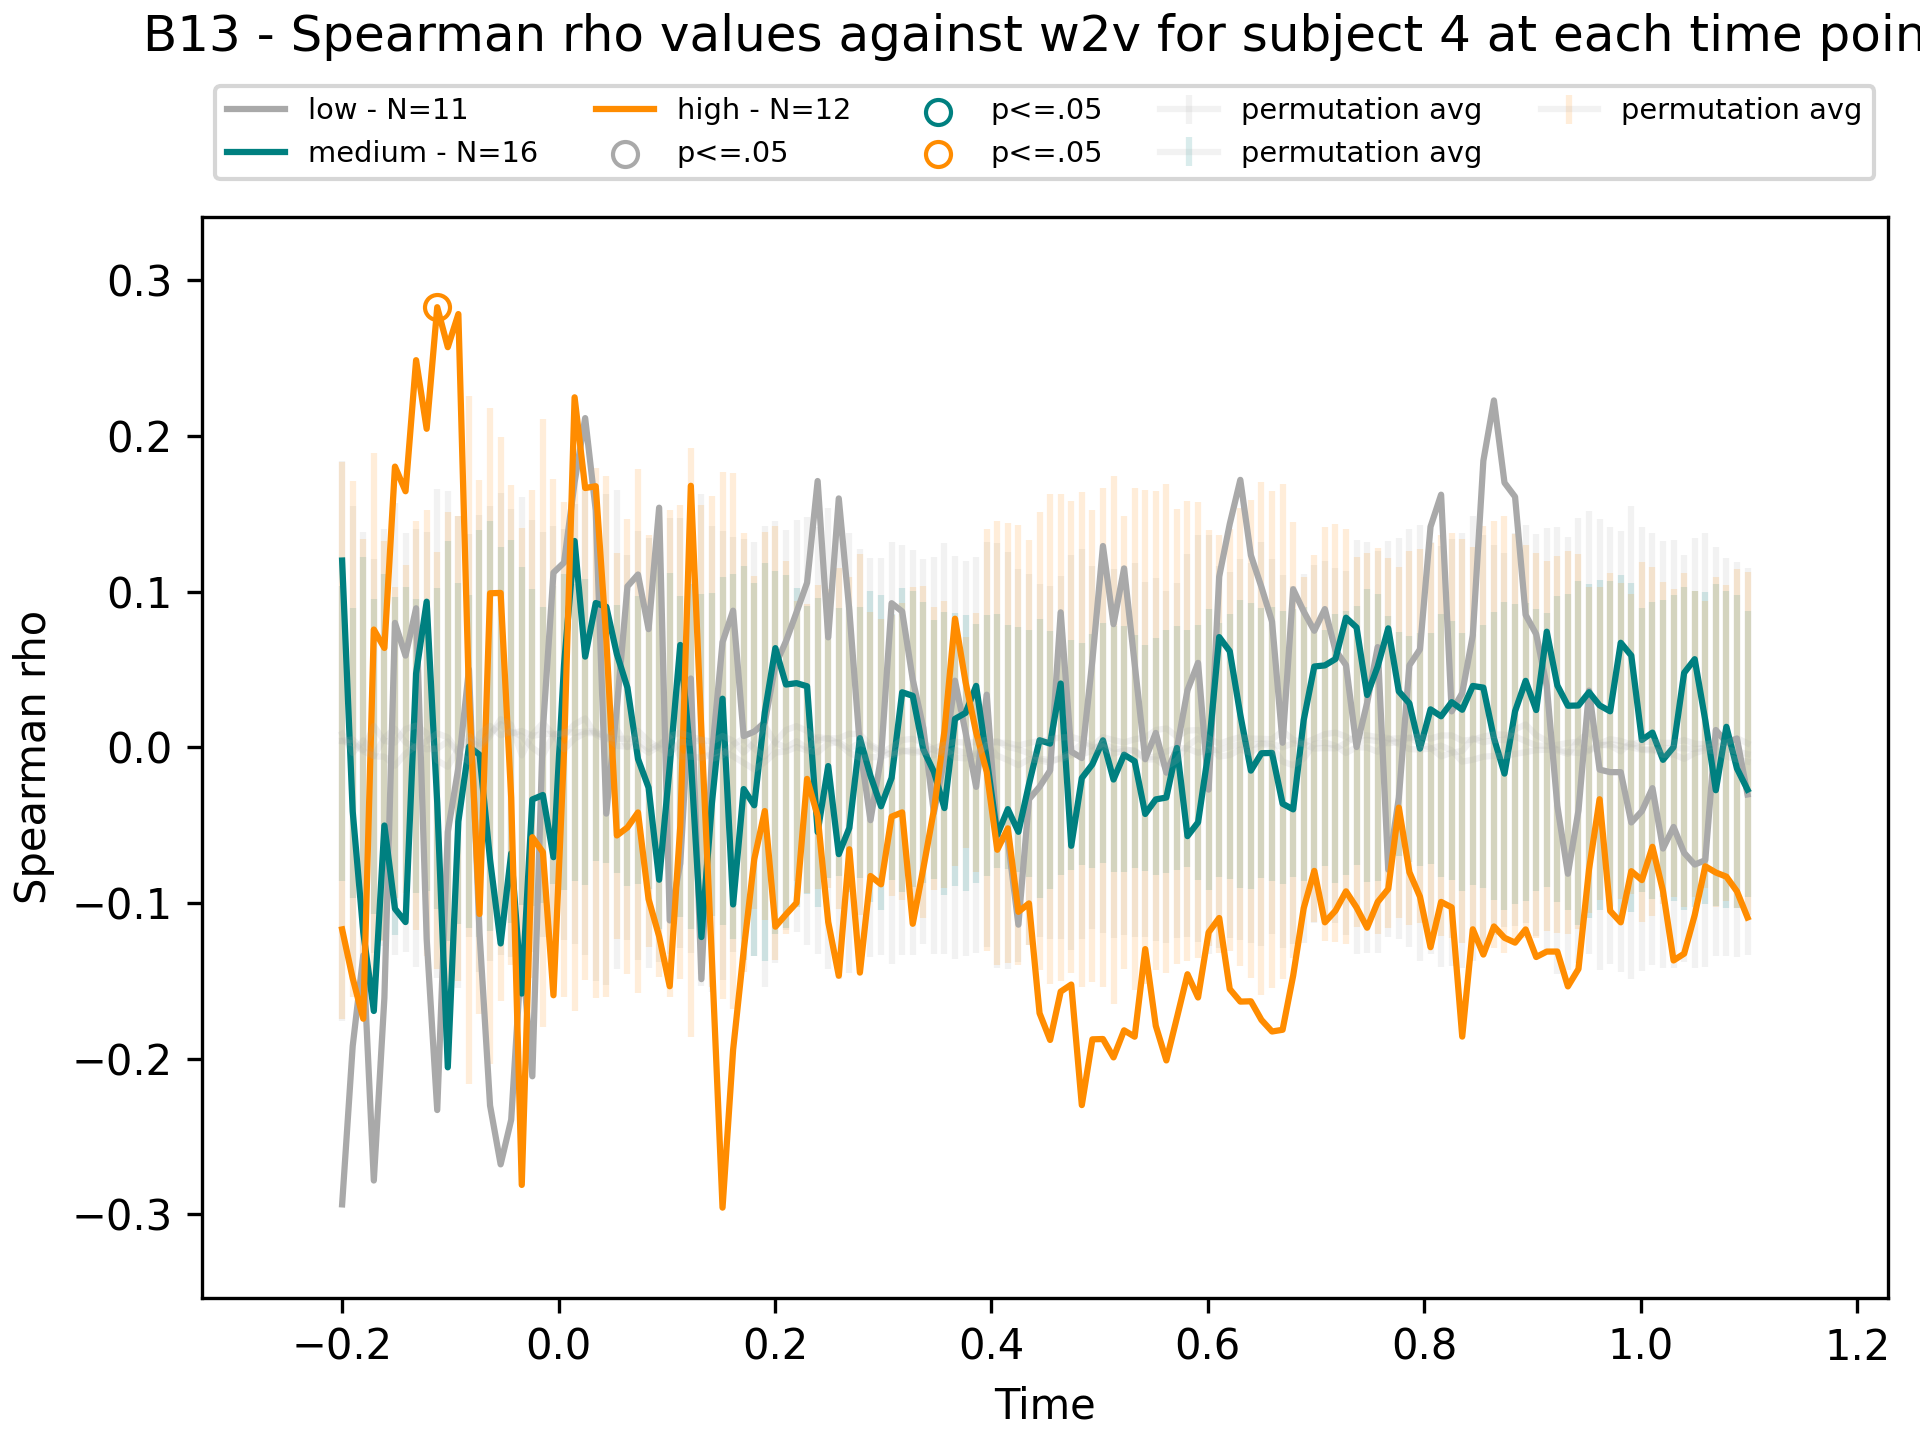 B13 - Spearman rho values against w2v for subject 4 at each time poin
low - N=11
medium - N=16
high - N=12
p<=.05
p<=.05
p<=.05
permutation avg
permutation avg
permutation avg
Spearman rho
0.3
0.2
0.1
0.0
−0.1
−0.2
−0.3
−0.2 0.0 0.2 0.4 0.6 0.8 1.0 1.2
Time